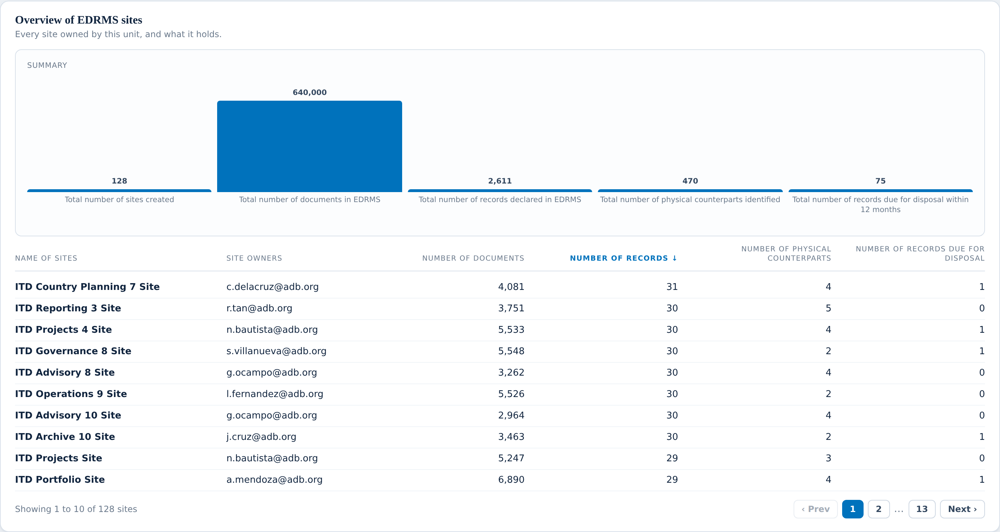 Overview of EDRMS sites
Every site owned by this unit, and what it holds.
SUMMARY
128
640,000
2,611
470
75
Total number of sites created
Total number of documents in EDRMS
Total number of records declared in EDRMS
Total number of physical counterparts identified
Total number of records due for disposal within
12 months
NAME OF SITES SITE OWNERS NUMBER OF DOCUMENTS NUMBER OF RECORDS ↓ NUMBER OF PHYSICAL COUNTERPARTS NUMBER OF RECORDS DUE FOR DISPOSAL
ITD Country Planning 7 Site c.delacruz@adb.org 4,081 31 4 1
ITD Reporting 3 Site r.tan@adb.org 3,751 30 5 0
ITD Projects 4 Site n.bautista@adb.org 5,533 30 4 1
ITD Governance 8 Site s.villanueva@adb.org 5,548 30 2 1
ITD Advisory 8 Site g.ocampo@adb.org 3,262 30 4 0
ITD Operations 9 Site l.fernandez@adb.org 5,526 30 2 0
ITD Advisory 10 Site g.ocampo@adb.org 2,964 30 4 0
ITD Archive 10 Site j.cruz@adb.org 3,463 30 2 1
ITD Projects Site n.bautista@adb.org 5,247 29 3 0
ITD Portfolio Site a.mendoza@adb.org 6,890 29 4 1
Showing 1 to 10 of 128 sites ‹ Prev 1 2 … 13 Next ›